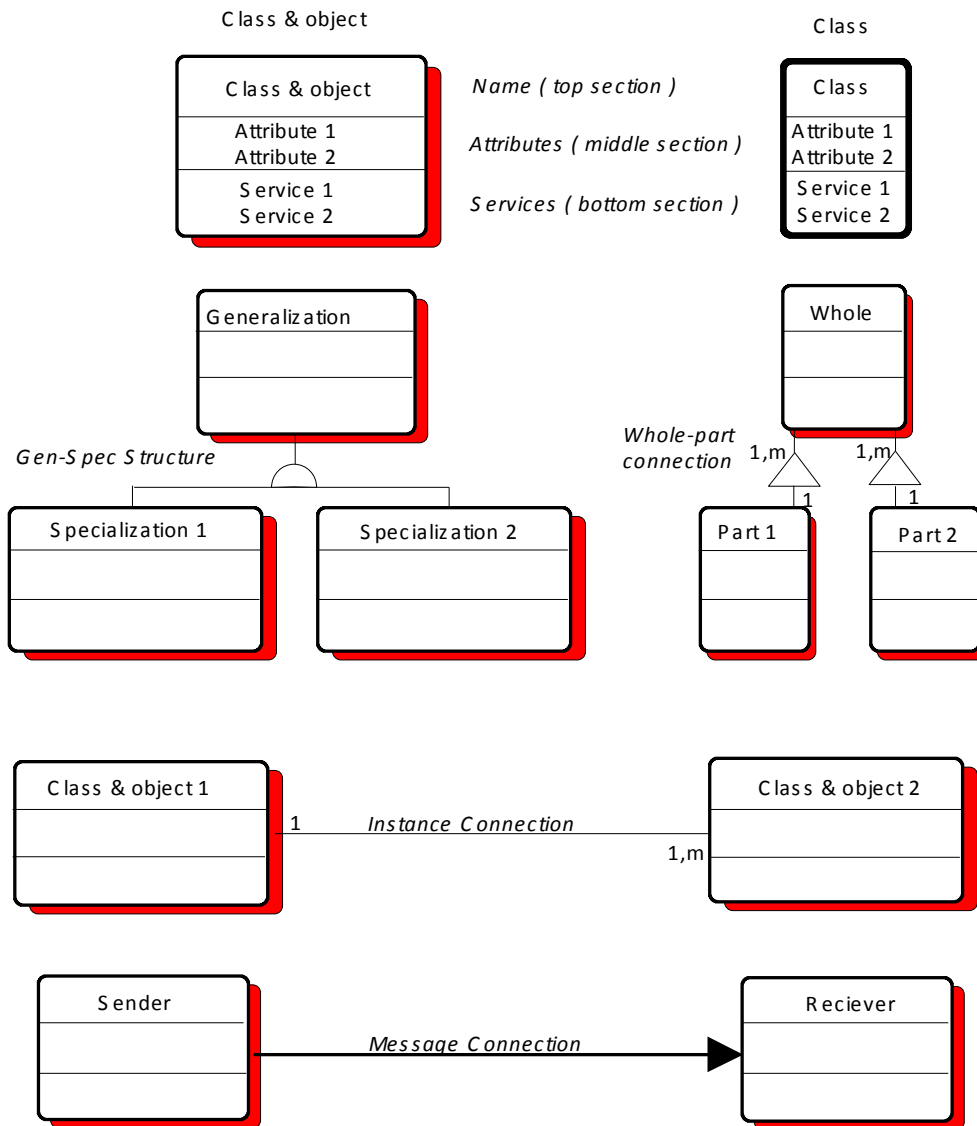 Class & object
Class
Class & object
Attribute 1
Attribute 2
Service 1
Service 2
Name ( top section )
Attributes ( middle section )
Services ( bottom section )
Class
Attribute 1
Attribute 2
Service 1
Service 2
Generalization
Whole
Gen-Spec Structure
Whole-part
connection
1,m
1,m
1
1
Specialization 1
Specialization 2
Part 1
Part 2
Class & object 1
Class & object 2
1
Instance Connection
1,m
Sender
Reciever
Message Connection